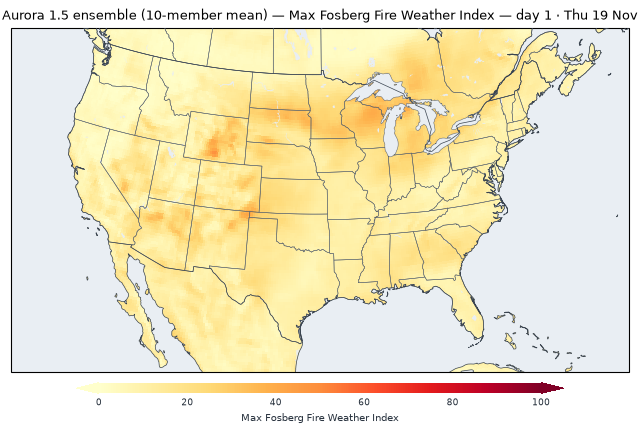 Aurora 1.5 ensemble (10-member mean) — Max Fosberg Fire Weather Index — day 1 · Thu 19 Nov
0 20 40 60 80 100
Max Fosberg Fire Weather Index